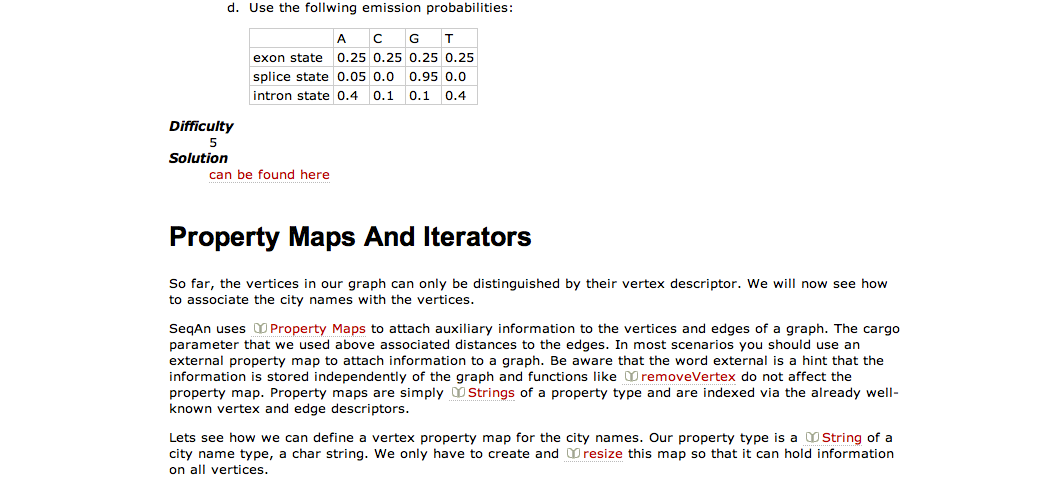 d. Use the follwing emission probabilities:
A C G T
exon state 0.25 0.25 0.25 0.25
splice state 0.05 0.0 0.95 0.0
intron state 0.4 0.1 0.1 0.4
Difficulty
5
Solution
can be found here
Property Maps And Iterators
So far, the vertices in our graph can only be distinguished by their vertex descriptor. We will now see how
to associate the city names with the vertices.
SeqAn uses Property Maps to attach auxiliary information to the vertices and edges of a graph. The cargo
parameter that we used above associated distances to the edges. In most scenarios you should use an
external property map to attach information to a graph. Be aware that the word external is a hint that the
information is stored independently of the graph and functions like removeVertex do not affect the
property map. Property maps are simply Strings of a property type and are indexed via the already well-
known vertex and edge descriptors.
Lets see how we can define a vertex property map for the city names. Our property type is a String of a
city name type, a char string. We only have to create and resize this map so that it can hold information
on all vertices.